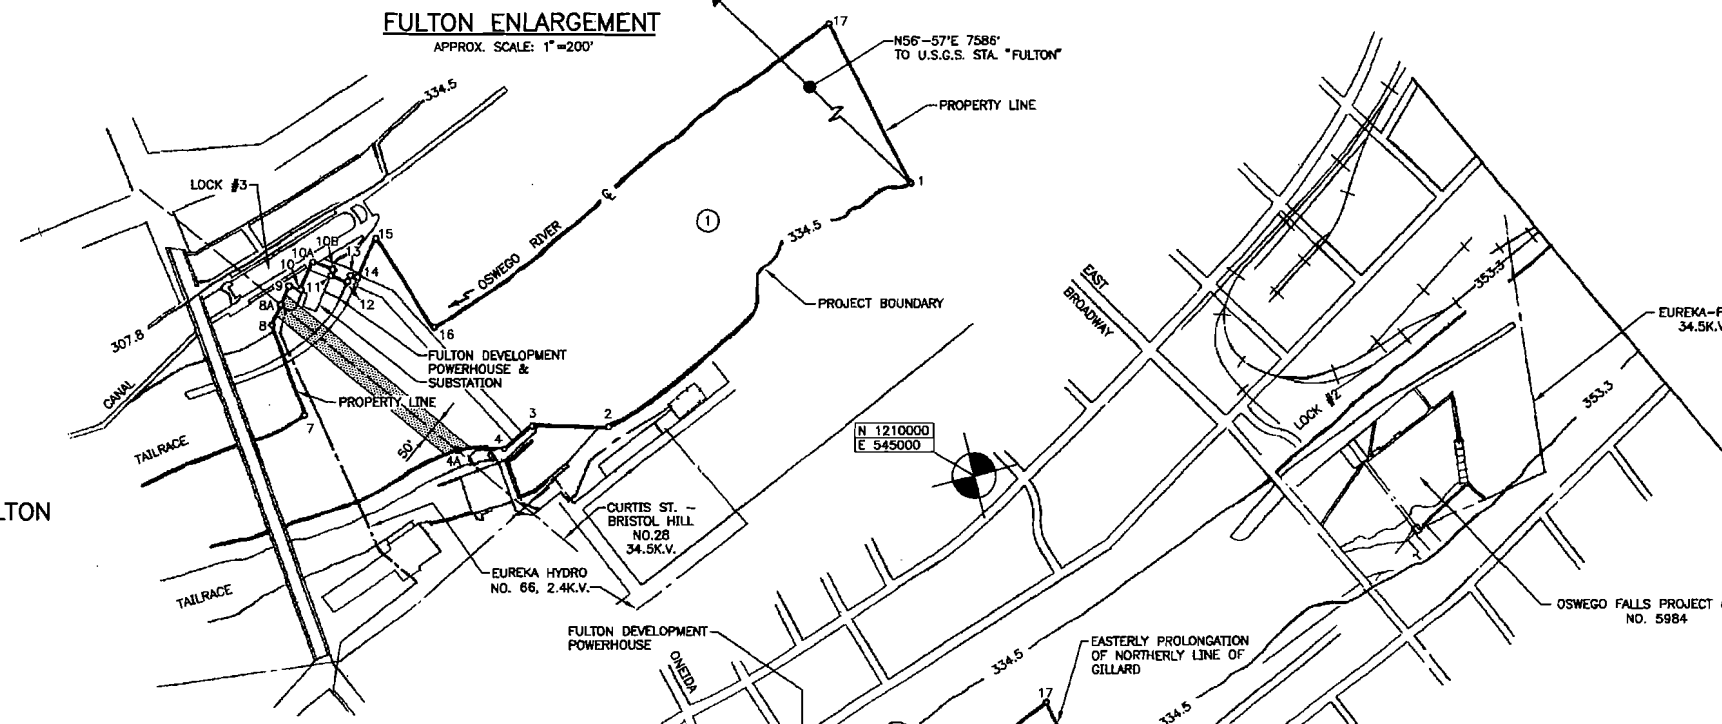 FULTON ENLARGEMENT
APPROX. SCALE: 1"=200'
17
N56°-57'E 7586'
TO U.S.G.S. STA. "FULTON"
PROPERTY LINE
334.5
LOCK #3
1
1
15
10B
10A
13
10
14
9
11
12
8A
8
OSWEGO RIVER
℄
334.5
PROJECT BOUNDARY
16
307.8
FULTON DEVELOPMENT
POWERHOUSE &
SUBSTATION
CANAL
PROPERTY LINE
7
3
2
4
4A
50'
TAILRACE
LTON
CURTIS ST. -
BRISTOL HILL
NO.28
34.5K.V.
EUREKA HYDRO
NO. 66, 2.4K.V.
TAILRACE
N 1210000
E 545000
EAST
BROADWAY
353.3
EUREKA-F
34.5K.V
LOCK #2
353.3
OSWEGO FALLS PROJECT
NO. 5984
FULTON DEVELOPMENT
POWERHOUSE
ONEIDA
EASTERLY PROLONGATION
OF NORTHERLY LINE OF
GILLARD
334.5
17
334.5